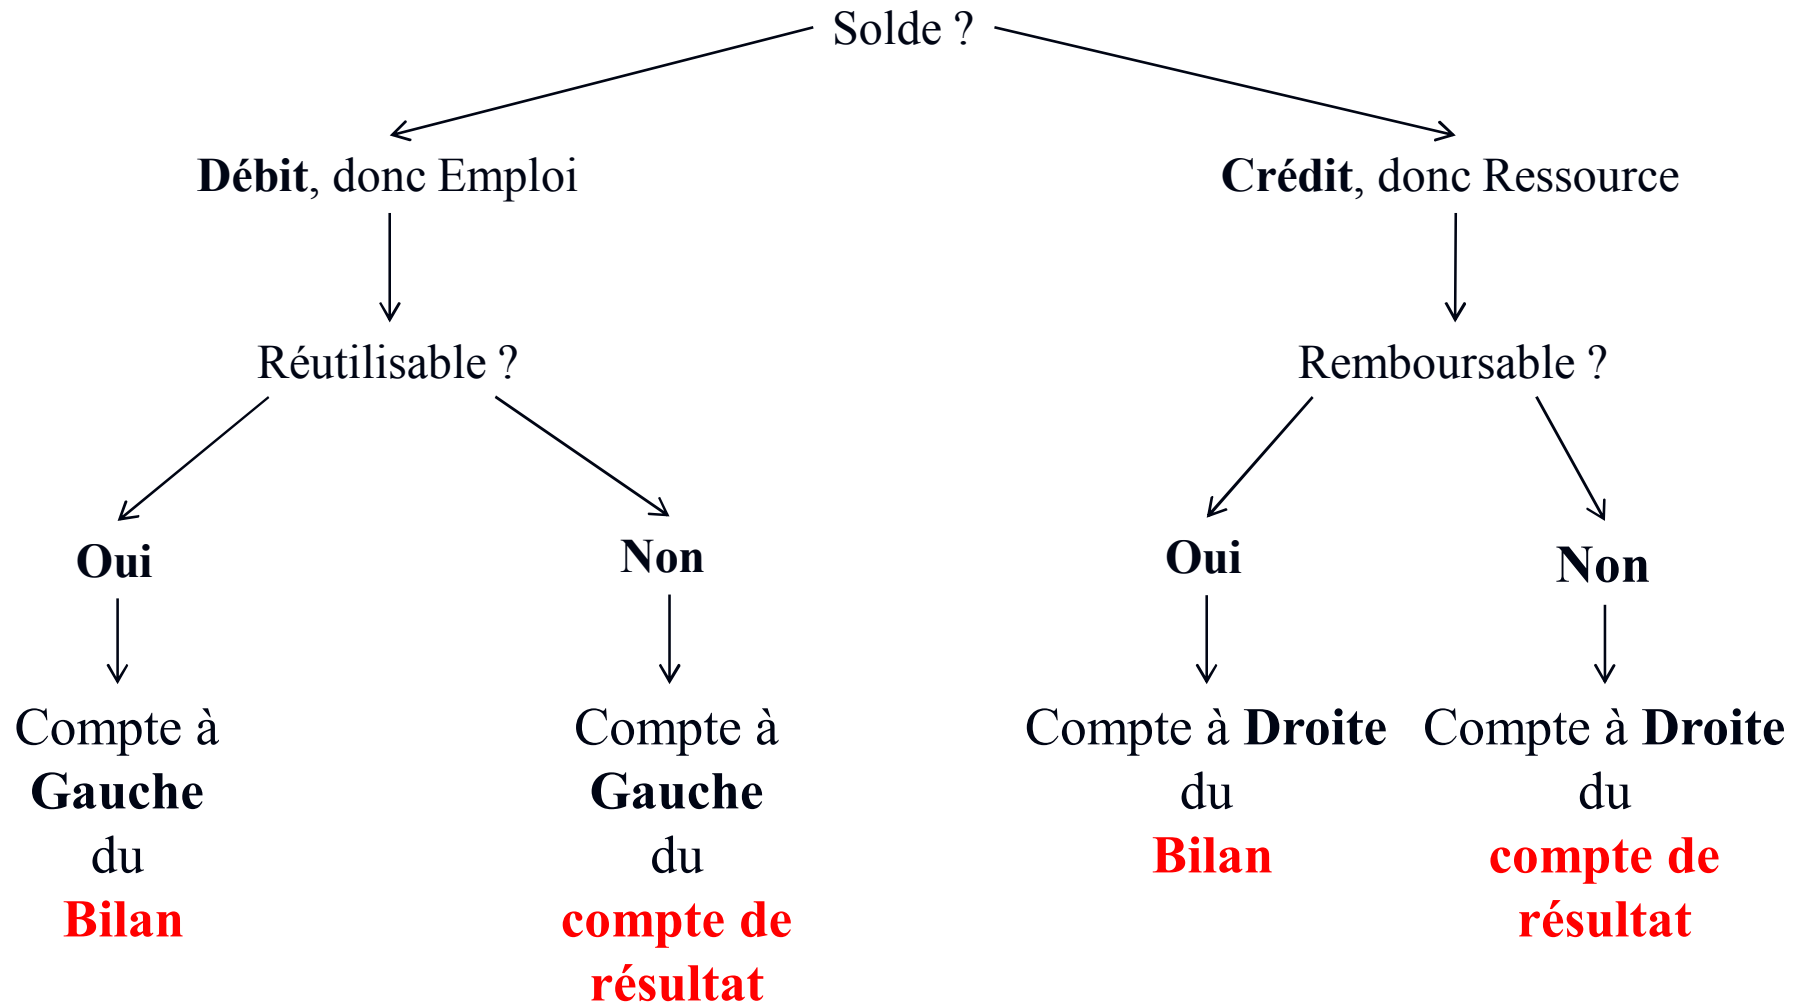 Solde ?
Débit, donc Emploi
Crédit, donc Ressource
Réutilisable ?
Remboursable ?
Oui
Non
Oui
Non
Compte à
Gauche
du
Bilan
Compte à
Gauche
du
compte de
résultat
Compte à Droite
du
Bilan
Compte à Droite
du
compte de
résultat